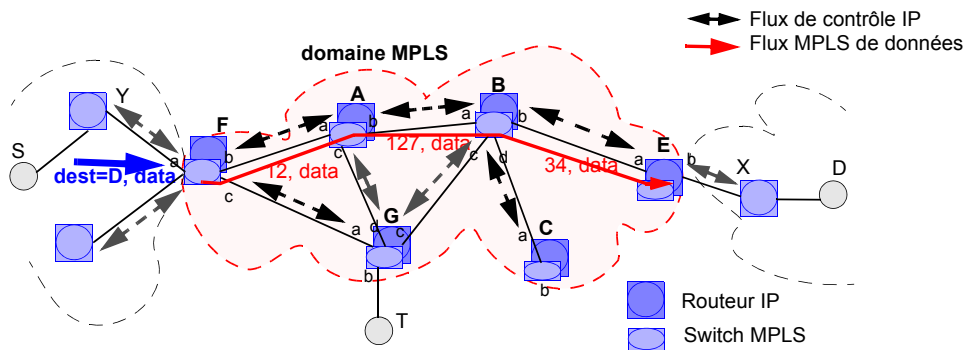 Flux de contrôle IP
Flux MPLS de données
domaine MPLS
Y
F
A
B
E
X
D
S
a
b
c
a
b
c
a
b
c
d
a
b
dest=D, data
12, data
127, data
34, data
G
a
d
c
b
C
a
b
T
Routeur IP
Switch MPLS